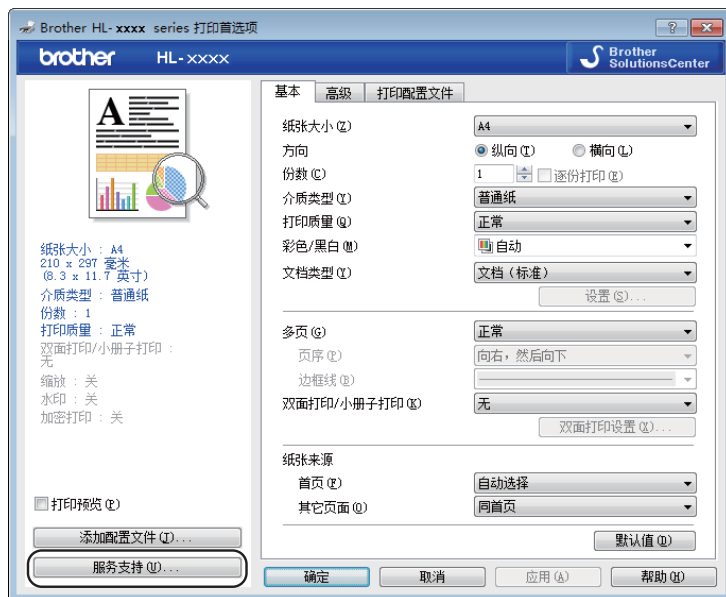 Brother HL-xxxx series 打印首选项
brother HL-xxxx
Brother
SolutionsCenter
A
纸张大小 : A4
210 x 297 毫米
(8.3 x 11.7 英寸)
介质类型 : 普通纸
份数 : 1
打印质量 : 正常
双面打印/小册子打印 :
无
缩放 : 关
水印 : 关
加密打印 : 关
打印预览(P)
添加配置文件(J)...
服务支持(U)...
基本 高级 打印配置文件
纸张大小(Z) A4
方向 纵向(T) 横向(L)
份数(C) 1 逐份打印(E)
介质类型(Y) 普通纸
打印质量(Q) 正常
彩色/黑白(M) 自动
文档类型(Y) 文档(标准)
设置(S)...
多页(G) 正常
页序(P) 向右，然后向下
边框线(B)
双面打印/小册子打印(K) 无
双面打印设置(X)...
纸张来源
首页(F) 自动选择
其它页面(O) 同首页
默认值(D)
确定 取消 应用(A) 帮助(H)